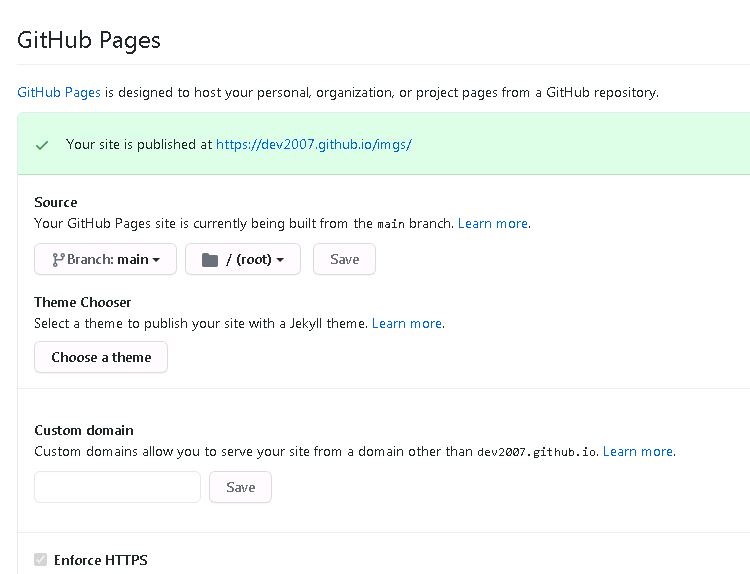 GitHub Pages
GitHub Pages is designed to host your personal, organization, or project pages from a GitHub repository.
Your site is published at https://dev2007.github.io/imgs/
Source
Your GitHub Pages site is currently being built from the main branch. Learn more.
Branch: main / (root) Save
Theme Chooser
Select a theme to publish your site with a Jekyll theme. Learn more.
Choose a theme
Custom domain
Custom domains allow you to serve your site from a domain other than dev2007.github.io. Learn more.
Save
Enforce HTTPS